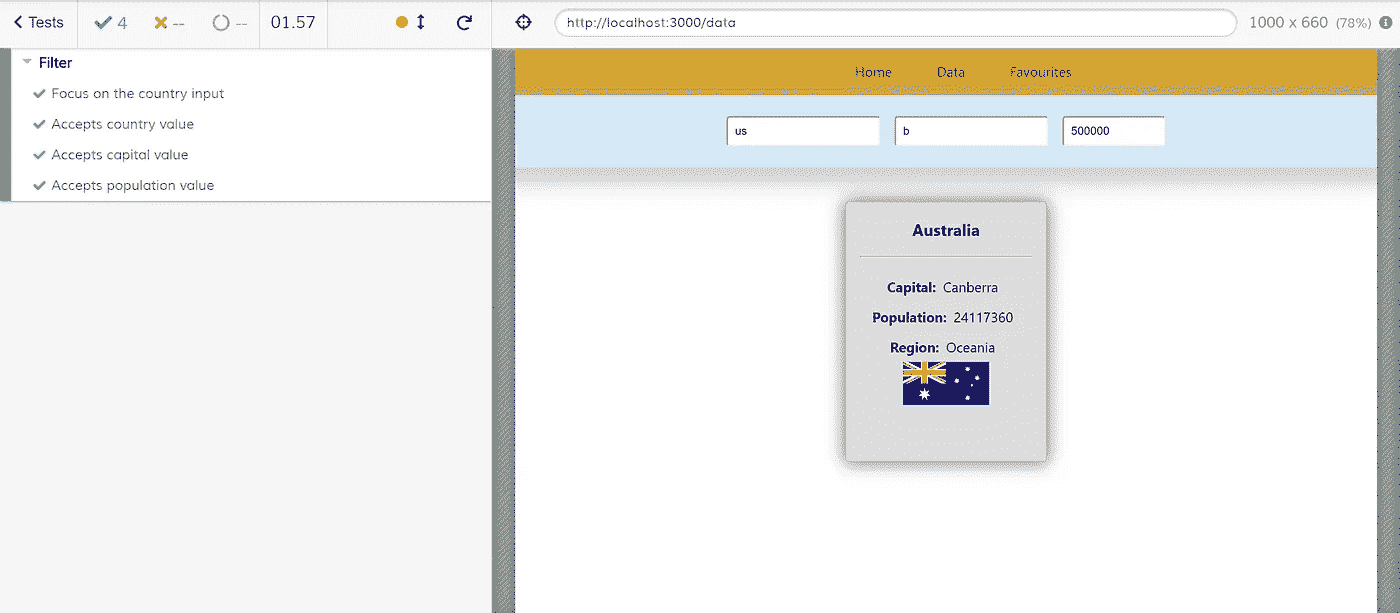 Tests 4 -- -- 01.57 http://localhost:3000/data 1000 x 660 (78%) i
Filter
Focus on the country input
Accepts country value
Accepts capital value
Accepts population value
Home Data Favourites
us b 500000
Australia
Capital: Canberra
Population: 24117360
Region: Oceania